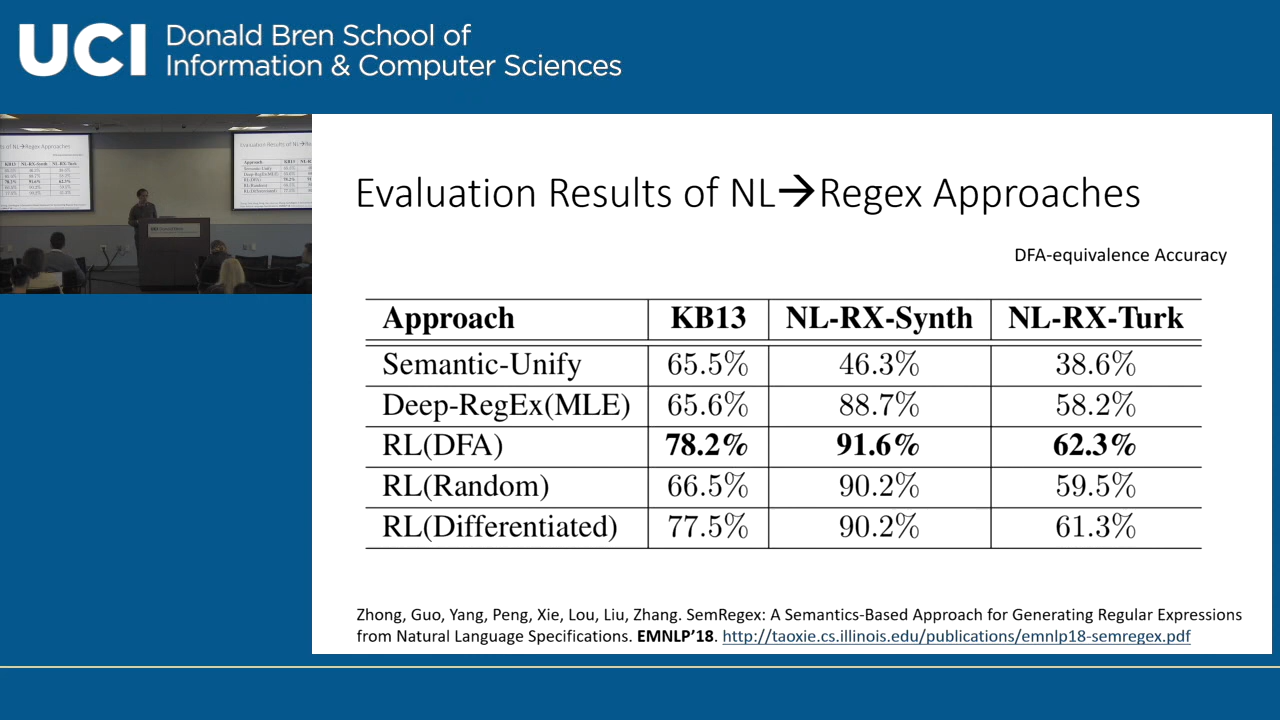 UCI Donald Bren School of
Information & Computer Sciences
Evaluation Results of NL→Regex Approaches
DFA-equivalence Accuracy
Approach KB13 NL-RX-Synth NL-RX-Turk
Semantic-Unify 65.5% 46.3% 38.6%
Deep-RegEx(MLE) 65.6% 88.7% 58.2%
RL(DFA) 78.2% 91.6% 62.3%
RL(Random) 66.5% 90.2% 59.5%
RL(Differentiated) 77.5% 90.2% 61.3%
Zhong, Guo, Yang, Peng, Xie, Lou, Liu, Zhang. SemRegex: A Semantics-Based Approach for Generating Regular Expressions
from Natural Language Specifications. EMNLP’18. http://taoxie.cs.illinois.edu/publications/emnlp18-semregex.pdf